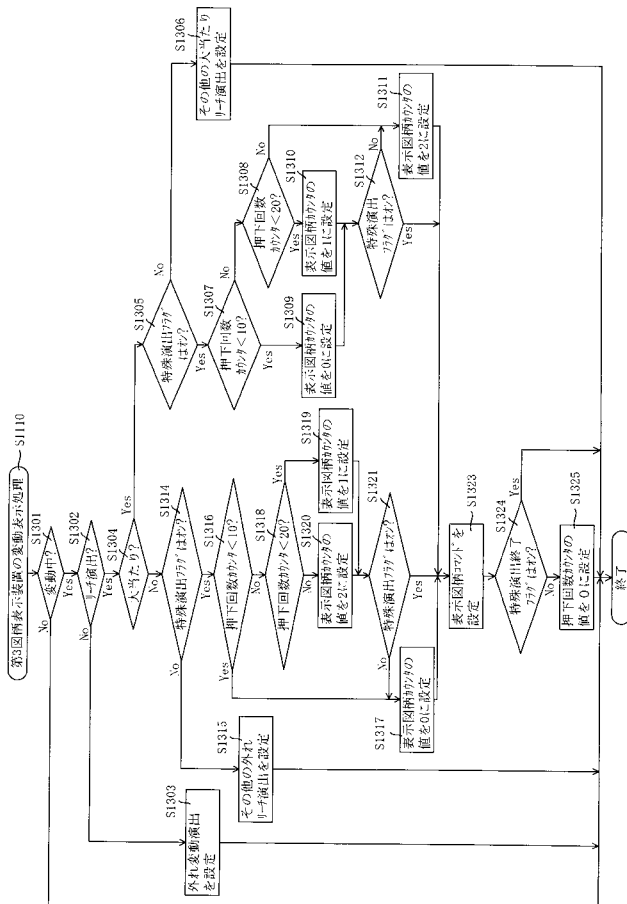 第3図柄表示装置の変動表示処理
S1110
S1301
変動中?
No
Yes
S1302
リーチ演出?
No
Yes
S1303
外れ変動演出
を設定
S1304
大当たり?
Yes
No
S1305
特殊演出フラグ
はオン?
No
Yes
S1306
その他の大当たり
リーチ演出を設定
S1307
押下回数
カウンタ<10?
No
Yes
S1308
押下回数
カウンタ<20?
No
Yes
S1309
表示図柄カウンタの
値を0に設定
S1310
表示図柄カウンタの
値を1に設定
S1311
表示図柄カウンタの
値を2に設定
S1312
特殊演出
フラグはオン?
No
Yes
S1314
特殊演出フラグはオン?
No
Yes
S1315
その他の外れ
リーチ演出を設定
S1316
押下回数カウンタ<10?
Yes
No
S1317
表示図柄カウンタの
値を0に設定
S1318
押下回数カウンタ<20?
Yes
No
S1319
表示図柄カウンタの
値を1に設定
S1320
表示図柄カウンタの
値を2に設定
S1321
特殊演出フラグはオン?
No
Yes
S1323
表示図柄コマンドを
設定
S1324
特殊演出終了
フラグはオン?
Yes
No
S1325
押下回数カウンタの
値を0に設定
終了